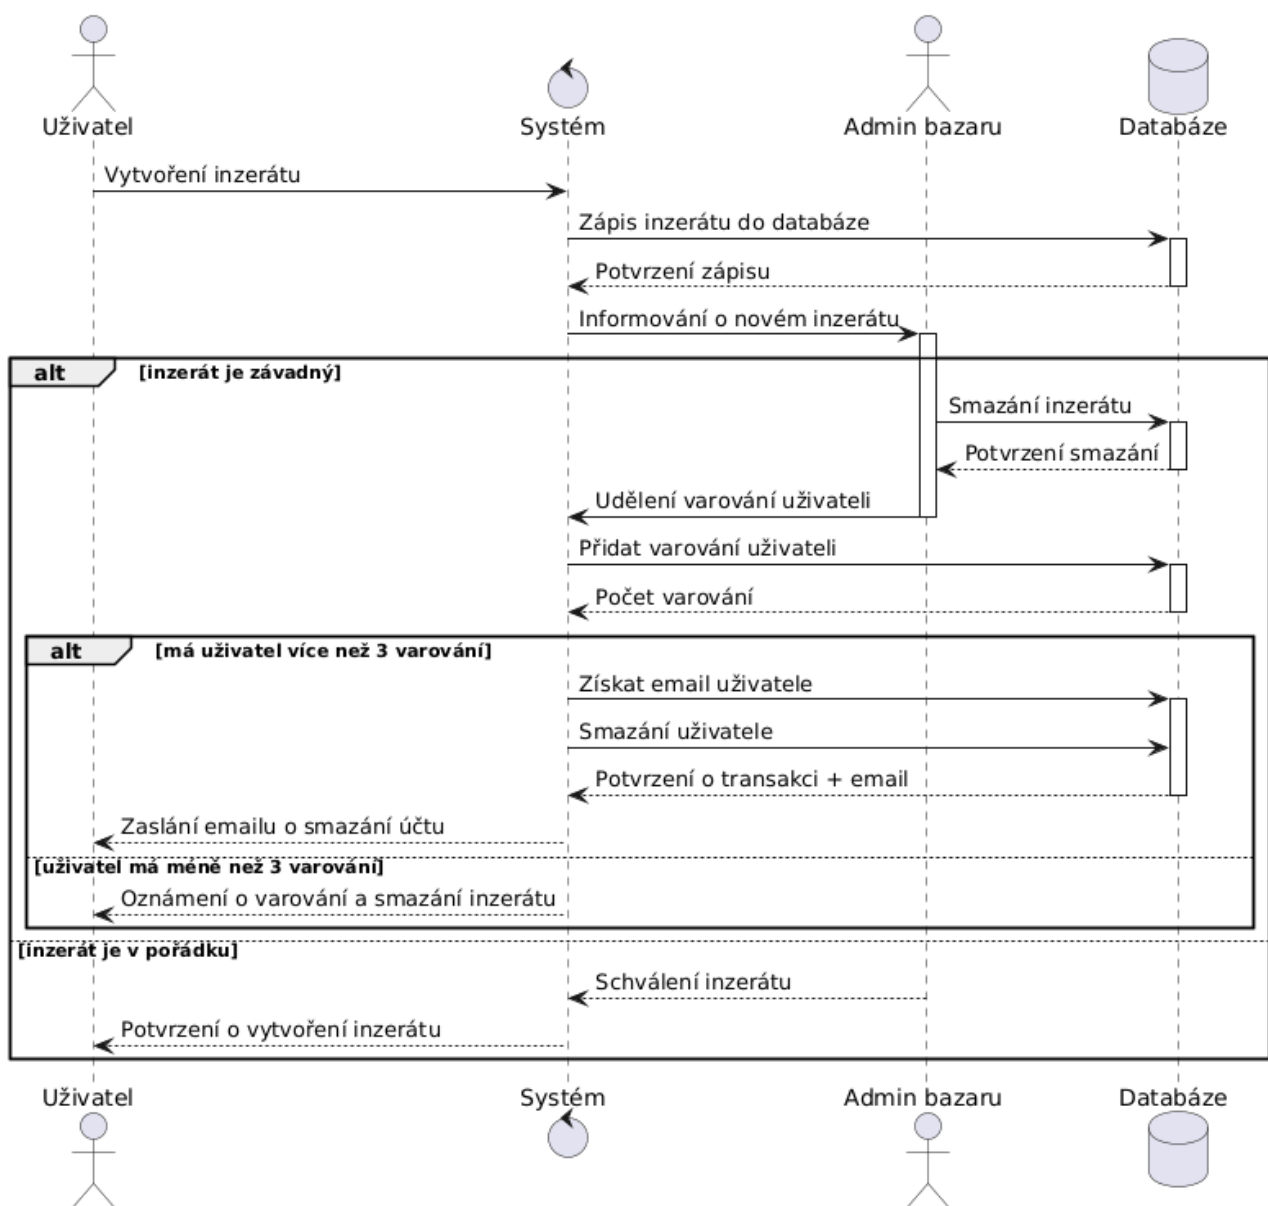 Uživatel
Systém
Admin bazaru
Databáze
Vytvoření inzerátu
Zápis inzerátu do databáze
Potvrzení zápisu
Informování o novém inzerátu
alt
[inzerát je závadný]
Smazání inzerátu
Potvrzení smazání
Udělení varování uživateli
Přidat varování uživateli
Počet varování
alt
[má uživatel více než 3 varování]
Získat email uživatele
Smazání uživatele
Potvrzení o transakci + email
Zaslání emailu o smazání účtu
[uživatel má méně než 3 varování]
Oznámení o varování a smazání inzerátu
[inzerát je v pořádku]
Schválení inzerátu
Potvrzení o vytvoření inzerátu
Uživatel
Systém
Admin bazaru
Databáze